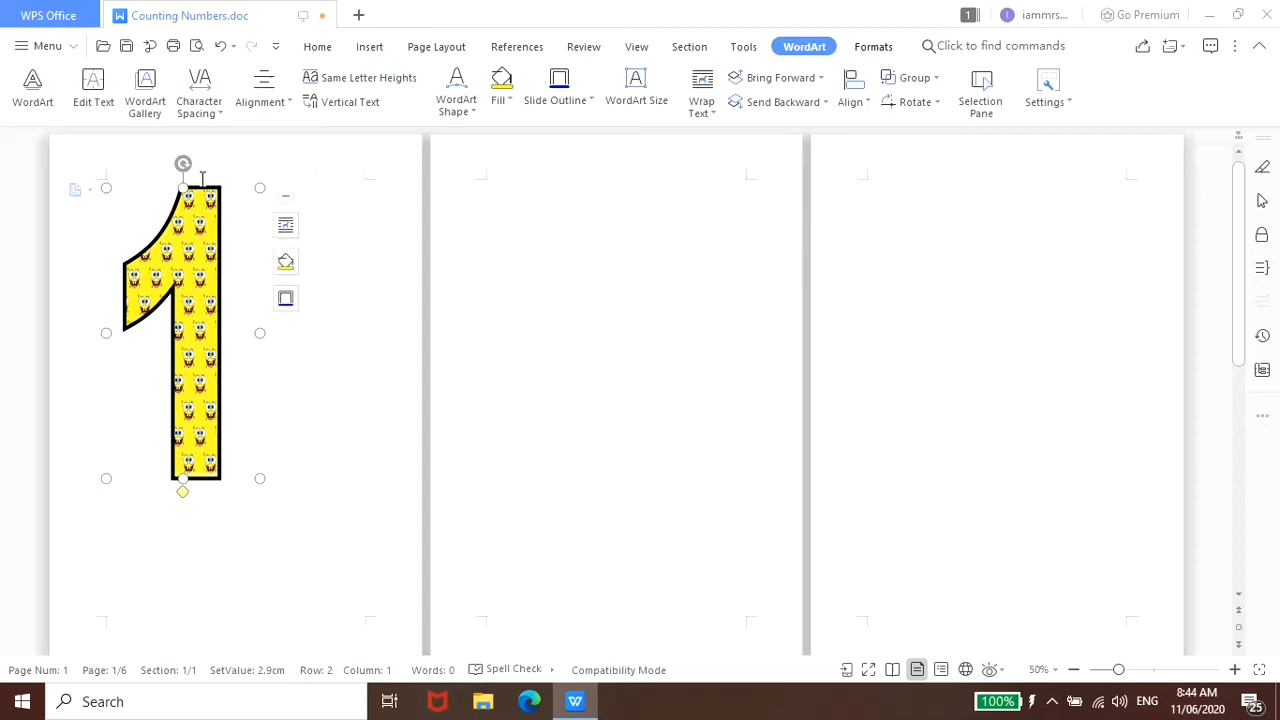 WPS Office
Counting Numbers.doc
1
iammrs...
Go Premium
Menu
Home
Insert
Page Layout
References
Review
View
Section
Tools
WordArt
Formats
Click to find commands
WordArt
Edit Text
WordArt Gallery
Character Spacing
Alignment
Same Letter Heights
Vertical Text
WordArt Shape
Fill
Slide Outline
WordArt Size
Wrap Text
Bring Forward
Send Backward
Align
Group
Rotate
Selection Pane
Settings
1
Page Num: 1
Page: 1/6
Section: 1/1
SetValue: 2.9cm
Row: 2
Column: 1
Words: 0
Spell Check
Compatibility Mode
50%
Search
100%
ENG
8:44 AM
11/06/2020
25